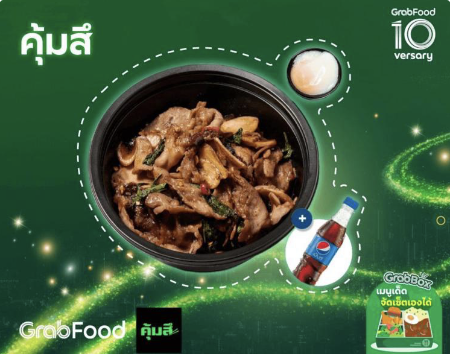 คุ้มสึ
GrabFood
10
versary
+
pepsi
GrabBox
เมนูเด็ด
จัดเซ็ตเองได้
GrabFood
คุ้มสึ